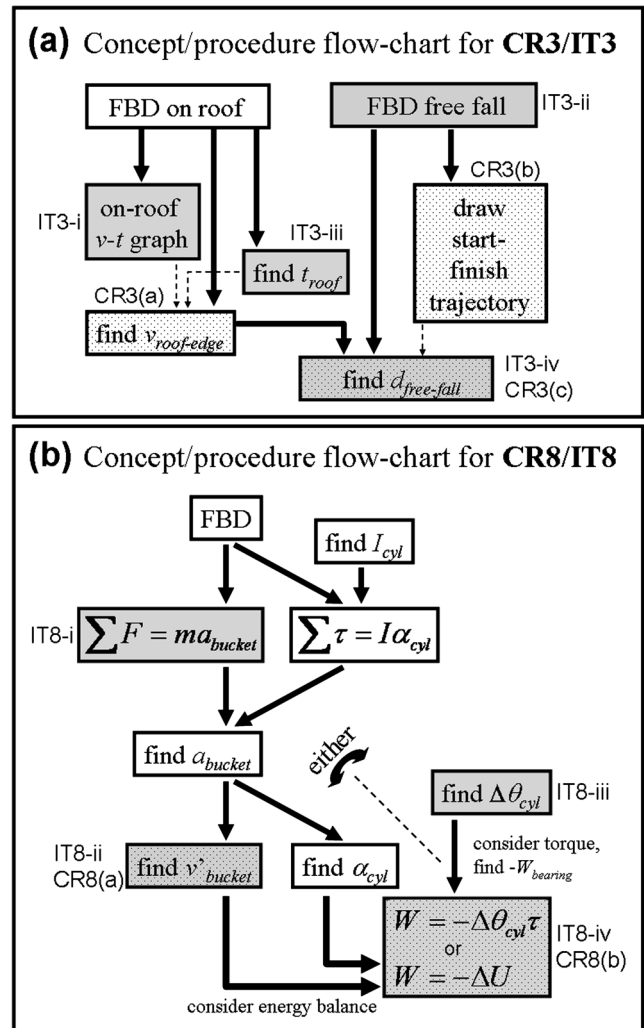 (a) Concept/procedure flow-chart for CR3/IT3
FBD on roof
FBD free fall
IT3-ii
CR3(b)
IT3-i
on-roof
v-t graph
IT3-iii
find t_roof
draw
start-
finish
trajectory
CR3(a)
find v_roof-edge
find d_free-fall
IT3-iv
CR3(c)
(b) Concept/procedure flow-chart for CR8/IT8
FBD
find I_cyl
IT8-i
∑F = ma_bucket
∑τ = Iα_cyl
find a_bucket
either
find Δθ_cyl
IT8-iii
consider torque,
find -W_bearing
IT8-ii
CR8(a)
find v'_bucket
find α_cyl
W = −Δθ_cyl τ
or
W = −ΔU
IT8-iv
CR8(b)
consider energy balance